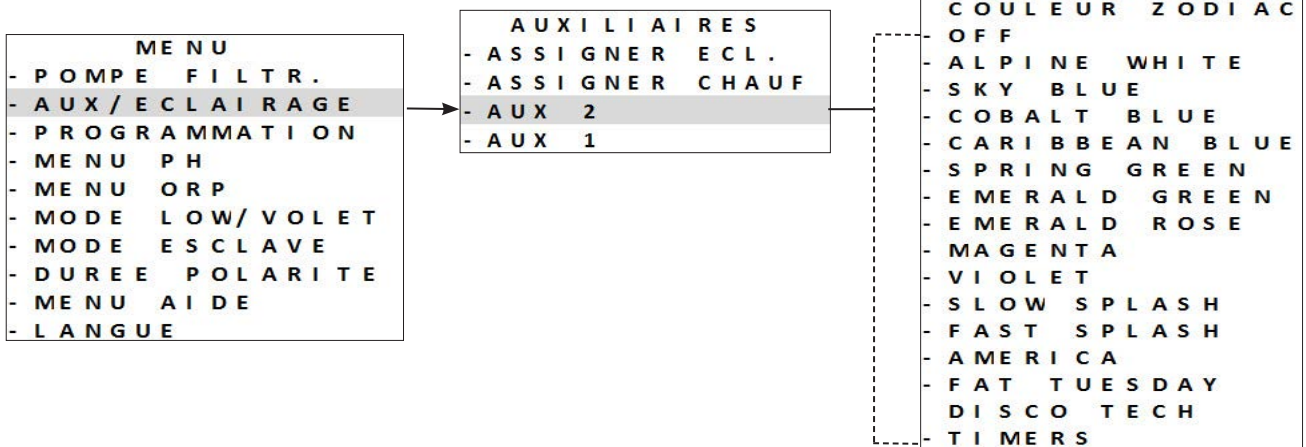 MENU
- POMPE FILTR.
- AUX/ECLAIRAGE
- PROGRAMMATION
- MENU PH
- MENU ORP
- MODE LOW/VOLET
- MODE ESCLAVE
- DUREE POLARITE
- MENU AIDE
- LANGUE
AUXILIAIRES
- ASSIGNER ECL.
- ASSIGNER CHAUF
- AUX 2
- AUX 1
COULEUR ZODIAC
- OFF
- ALPINE WHITE
- SKY BLUE
- COBALT BLUE
- CARIBBEAN BLUE
- SPRING GREEN
- EMERALD GREEN
- EMERALD ROSE
- MAGENTA
- VIOLET
- SLOW SPLASH
- FAST SPLASH
- AMERICA
- FAT TUESDAY
DISCO TECH
- TIMERS